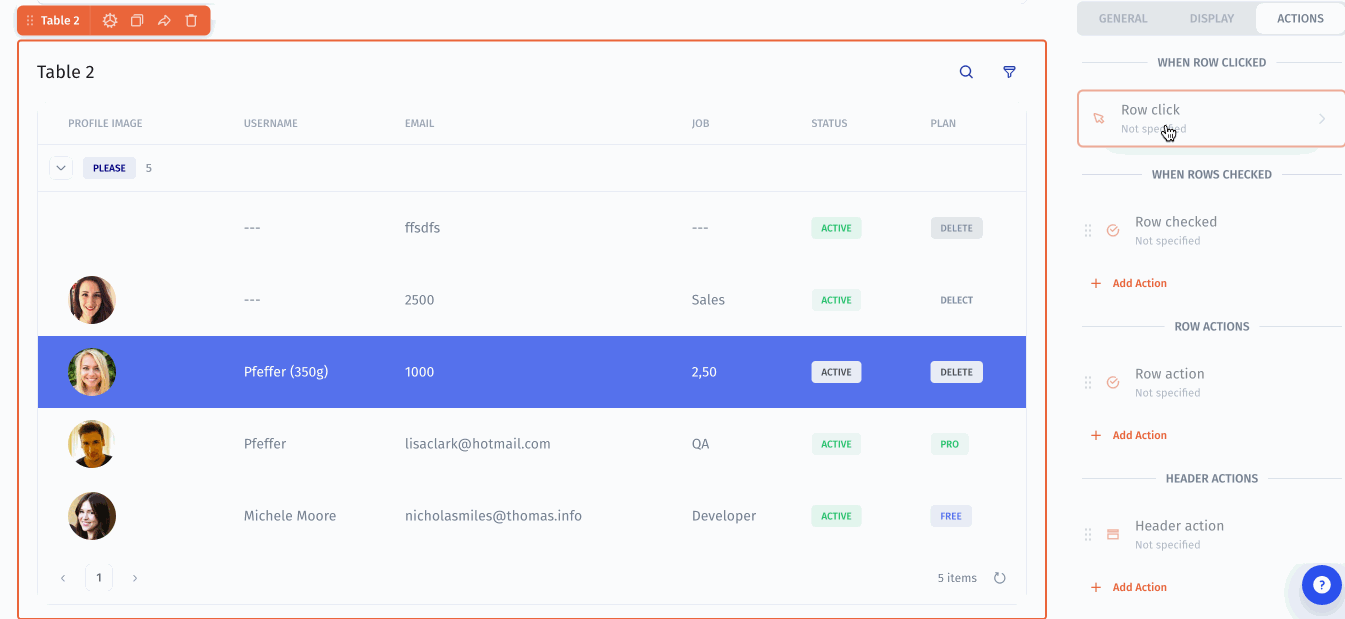 Table 2
GENERAL DISPLAY ACTIONS
WHEN ROW CLICKED
Row click
Not specified
WHEN ROWS CHECKED
Row checked
Not specified
+ Add Action
ROW ACTIONS
Row action
Not specified
+ Add Action
HEADER ACTIONS
Header action
Not specified
+ Add Action
?
Table 2
PROFILE IMAGE USERNAME EMAIL JOB STATUS PLAN
PLEASE 5
--- ffsdfs --- ACTIVE DELETE
--- 2500 Sales ACTIVE DELECT
Pfeffer (350g) 1000 2,50 ACTIVE DELETE
Pfeffer lisaclark@hotmail.com QA ACTIVE PRO
Michele Moore nicholasmiles@thomas.info Developer ACTIVE FREE
‹ 1 › 5 items